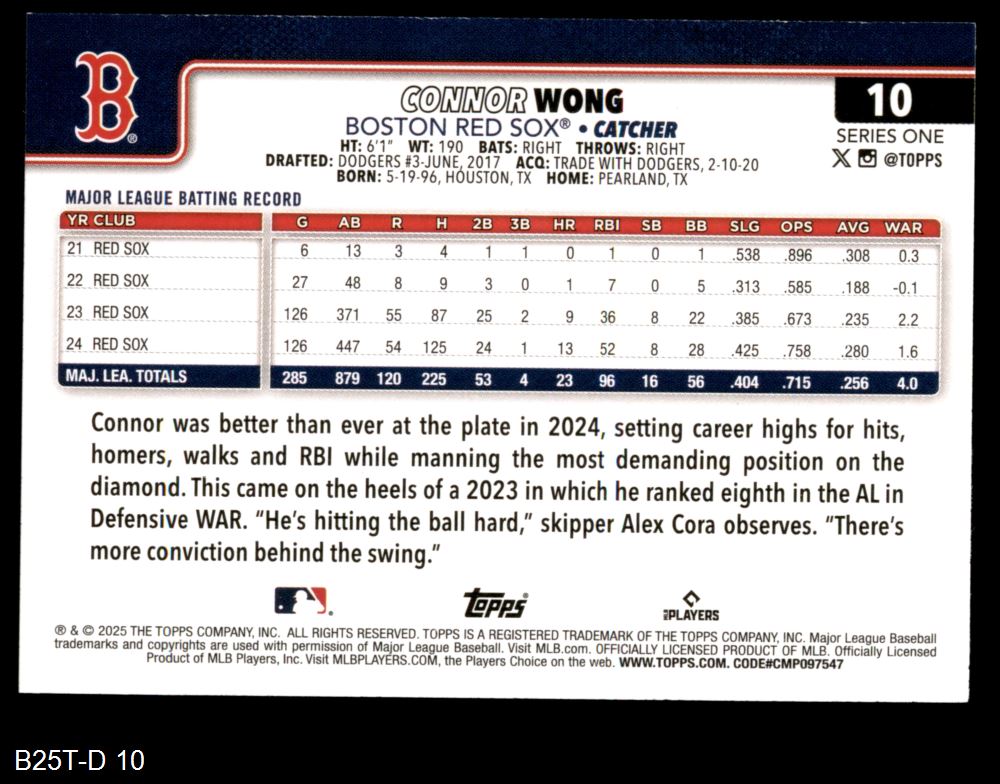 B®
CONNOR WONG
BOSTON RED SOX® • CATCHER
HT: 6'1" WT: 190 BATS: RIGHT THROWS: RIGHT
DRAFTED: DODGERS #3-JUNE, 2017 ACQ: TRADE WITH DODGERS, 2-10-20
BORN: 5-19-96, HOUSTON, TX HOME: PEARLAND, TX
10
SERIES ONE
X @TOPPS
MAJOR LEAGUE BATTING RECORD
YR CLUB G AB R H 2B 3B HR RBI SB BB SLG OPS AVG WAR
21 RED SOX 6 13 3 4 1 1 0 1 0 1 .538 .896 .308 0.3
22 RED SOX 27 48 8 9 3 0 1 7 0 5 .313 .585 .188 -0.1
23 RED SOX 126 371 55 87 25 2 9 36 8 22 .385 .673 .235 2.2
24 RED SOX 126 447 54 125 24 1 13 52 8 28 .425 .758 .280 1.6
MAJ. LEA. TOTALS 285 879 120 225 53 4 23 96 16 56 .404 .715 .256 4.0
Connor was better than ever at the plate in 2024, setting career highs for hits,
homers, walks and RBI while manning the most demanding position on the
diamond. This came on the heels of a 2023 in which he ranked eighth in the AL in
Defensive WAR. “He’s hitting the ball hard,” skipper Alex Cora observes. “There’s
more conviction behind the swing.”
Topps®
MLB PLAYERS
® & © 2025 THE TOPPS COMPANY, INC. ALL RIGHTS RESERVED. TOPPS IS A REGISTERED TRADEMARK OF THE TOPPS COMPANY, INC. Major League Baseball
trademarks and copyrights are used with permission of Major League Baseball. Visit MLB.com. OFFICIALLY LICENSED PRODUCT OF MLB. Officially Licensed
Product of MLB Players, Inc. Visit MLBPLAYERS.COM, the Players Choice on the web. WWW.TOPPS.COM. CODE#CMP097547
B25T-D 10